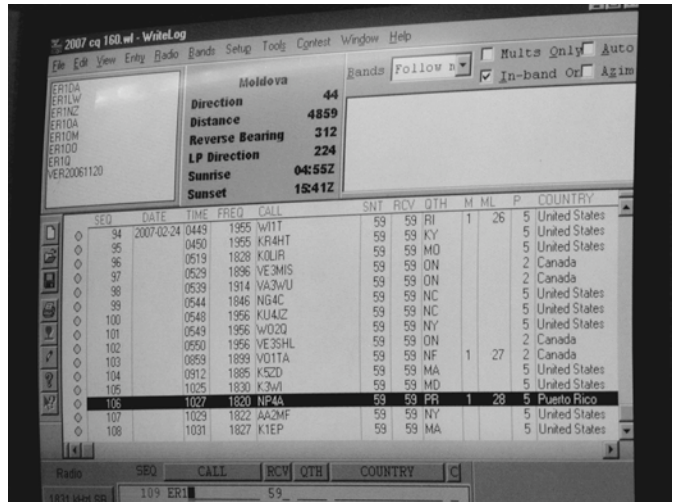 2007 cq 160.wl - WriteLog
File Edit View Entry Radio Bands Setup Tools Contest Window Help
ER1DA
ER1LW
ER1NZ
ER1OA
ER1OM
ER1OO
ER1Q
VER20061120
Moldova
Direction 44
Distance 4859
Reverse Bearing 312
LP Direction 224
Sunrise 04:55Z
Sunset 15:41Z
Bands Follow n Mults Only Auto
In-band Or Azim
SEQ DATE TIME FREQ CALL SNT RCV QTH M ML P COUNTRY
94 2007-02-24 0449 1955 WI1T 59 59 RI 1 26 5 United States
95 0450 1955 KR4HT 59 59 KY 5 United States
96 0519 1828 K0LIR 59 59 MO 5 United States
97 0529 1896 VE3MIS 59 59 ON 2 Canada
98 0539 1914 VA3WU 59 59 ON 2 Canada
99 0544 1846 NG4C 59 59 NC 5 United States
100 0548 1956 KU4JZ 59 59 NC 5 United States
101 0549 1956 WO2Q 59 59 NY 5 United States
102 0550 1956 VE3SHL 59 59 ON 2 Canada
103 0859 1899 VO1TA 59 59 NF 1 27 2 Canada
104 0912 1885 K5ZD 59 59 MA 5 United States
105 1025 1830 K3WI 59 59 MD 5 United States
106 1027 1820 NP4A 59 59 PR 1 28 5 Puerto Rico
107 1029 1822 AA2MF 59 59 NY 5 United States
108 1031 1827 K1EP 59 59 MA 5 United States
Radio SEQ CALL RCV QTH COUNTRY C
1831 kHz SB 109 ER1 59